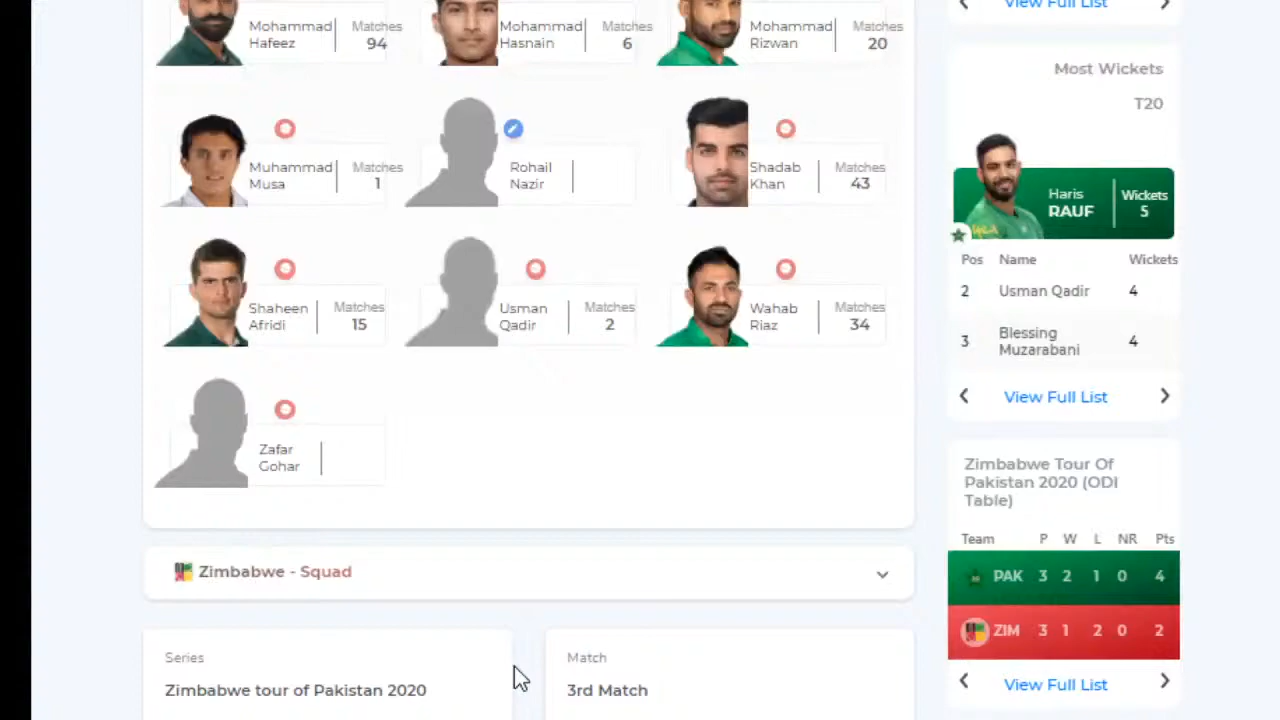 View Full List
Mohammad Matches Mohammad Matches Mohammad Matches
Hafeez 94 Hasnain 6 Rizwan 20
Muhammad Matches Rohail Shadab Matches
Musa 1 Nazir Khan 43
Shaheen Matches Usman Matches Wahab Matches
Afridi 15 Qadir 2 Riaz 34
Zafar
Gohar
Zimbabwe - Squad
Series
Zimbabwe tour of Pakistan 2020
Match
3rd Match
Most Wickets
T20
Haris Wickets
RAUF 5
Pos Name Wickets
2 Usman Qadir 4
3 Blessing Muzarabani 4
View Full List
Zimbabwe Tour Of
Pakistan 2020 (ODI
Table)
Team P W L NR Pts
PAK 3 2 1 0 4
ZIM 3 1 2 0 2
View Full List